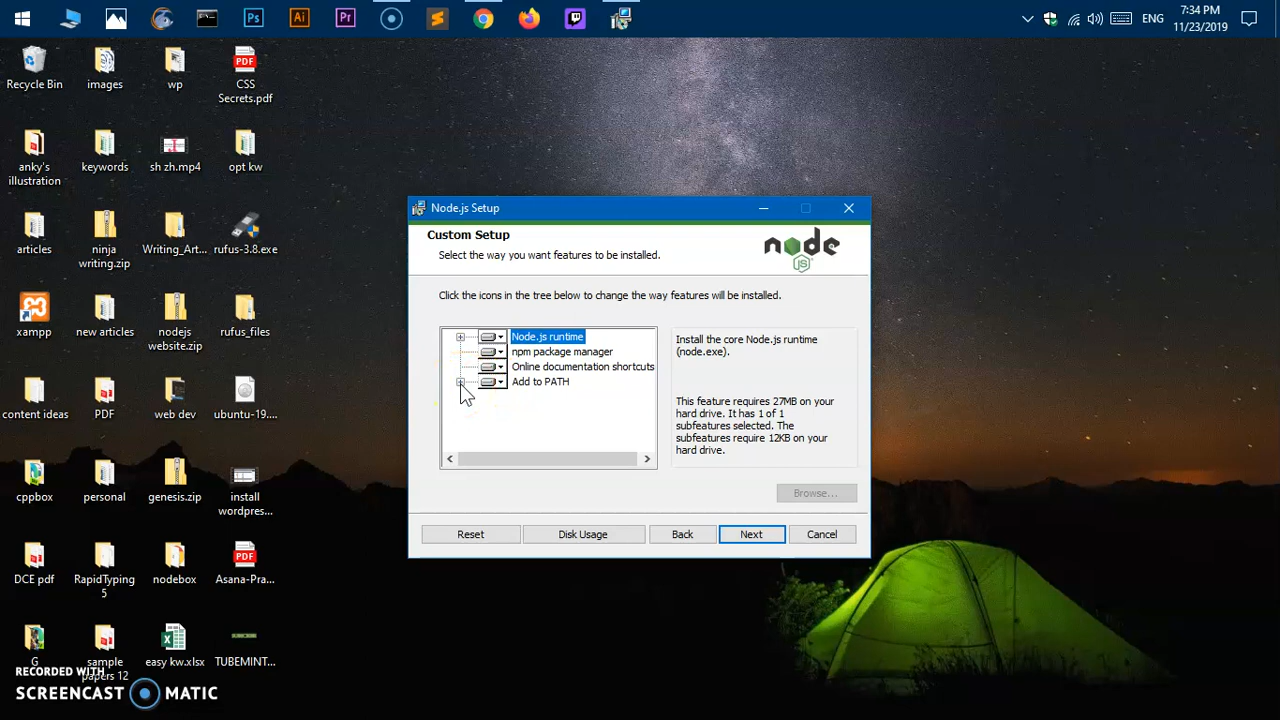 7:34 PM
ENG
11/23/2019
Ps
Ai
Pr
Recycle Bin
images
wp
PDF
CSS
Secrets.pdf
anky's
illustration
keywords
sh zh.mp4
opt kw
articles
ninja
writing.zip
Writing_Art...
rufus-3.8.exe
xampp
new articles
nodejs
website.zip
rufus_files
content ideas
PDF
web dev
ubuntu-19....
cppbox
personal
genesis.zip
install
wordpres...
DCE pdf
RapidTyping
5
nodebox
PDF
Asana-Pra...
G
sample
papers 12
easy kw.xlsx
TUBEMINT...
RECORDED WITH
SCREENCAST MATIC
Node.js Setup
Custom Setup
Select the way you want features to be installed.
node
JS
Click the icons in the tree below to change the way features will be installed.
Node.js runtime
npm package manager
Online documentation shortcuts
Add to PATH
Install the core Node.js runtime
(node.exe).
This feature requires 27MB on your
hard drive. It has 1 of 1
subfeatures selected. The
subfeatures require 12KB on your
hard drive.
Browse...
Reset
Disk Usage
Back
Next
Cancel